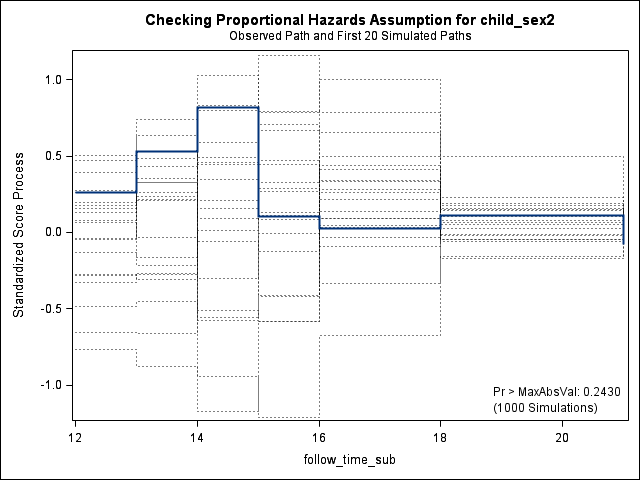 Checking Proportional Hazards Assumption for child_sex2
Observed Path and First 20 Simulated Paths
Standardized Score Process
1.0
0.5
0.0
-0.5
-1.0
Pr > MaxAbsVal: 0.2430
(1000 Simulations)
12 14 16 18 20
follow_time_sub